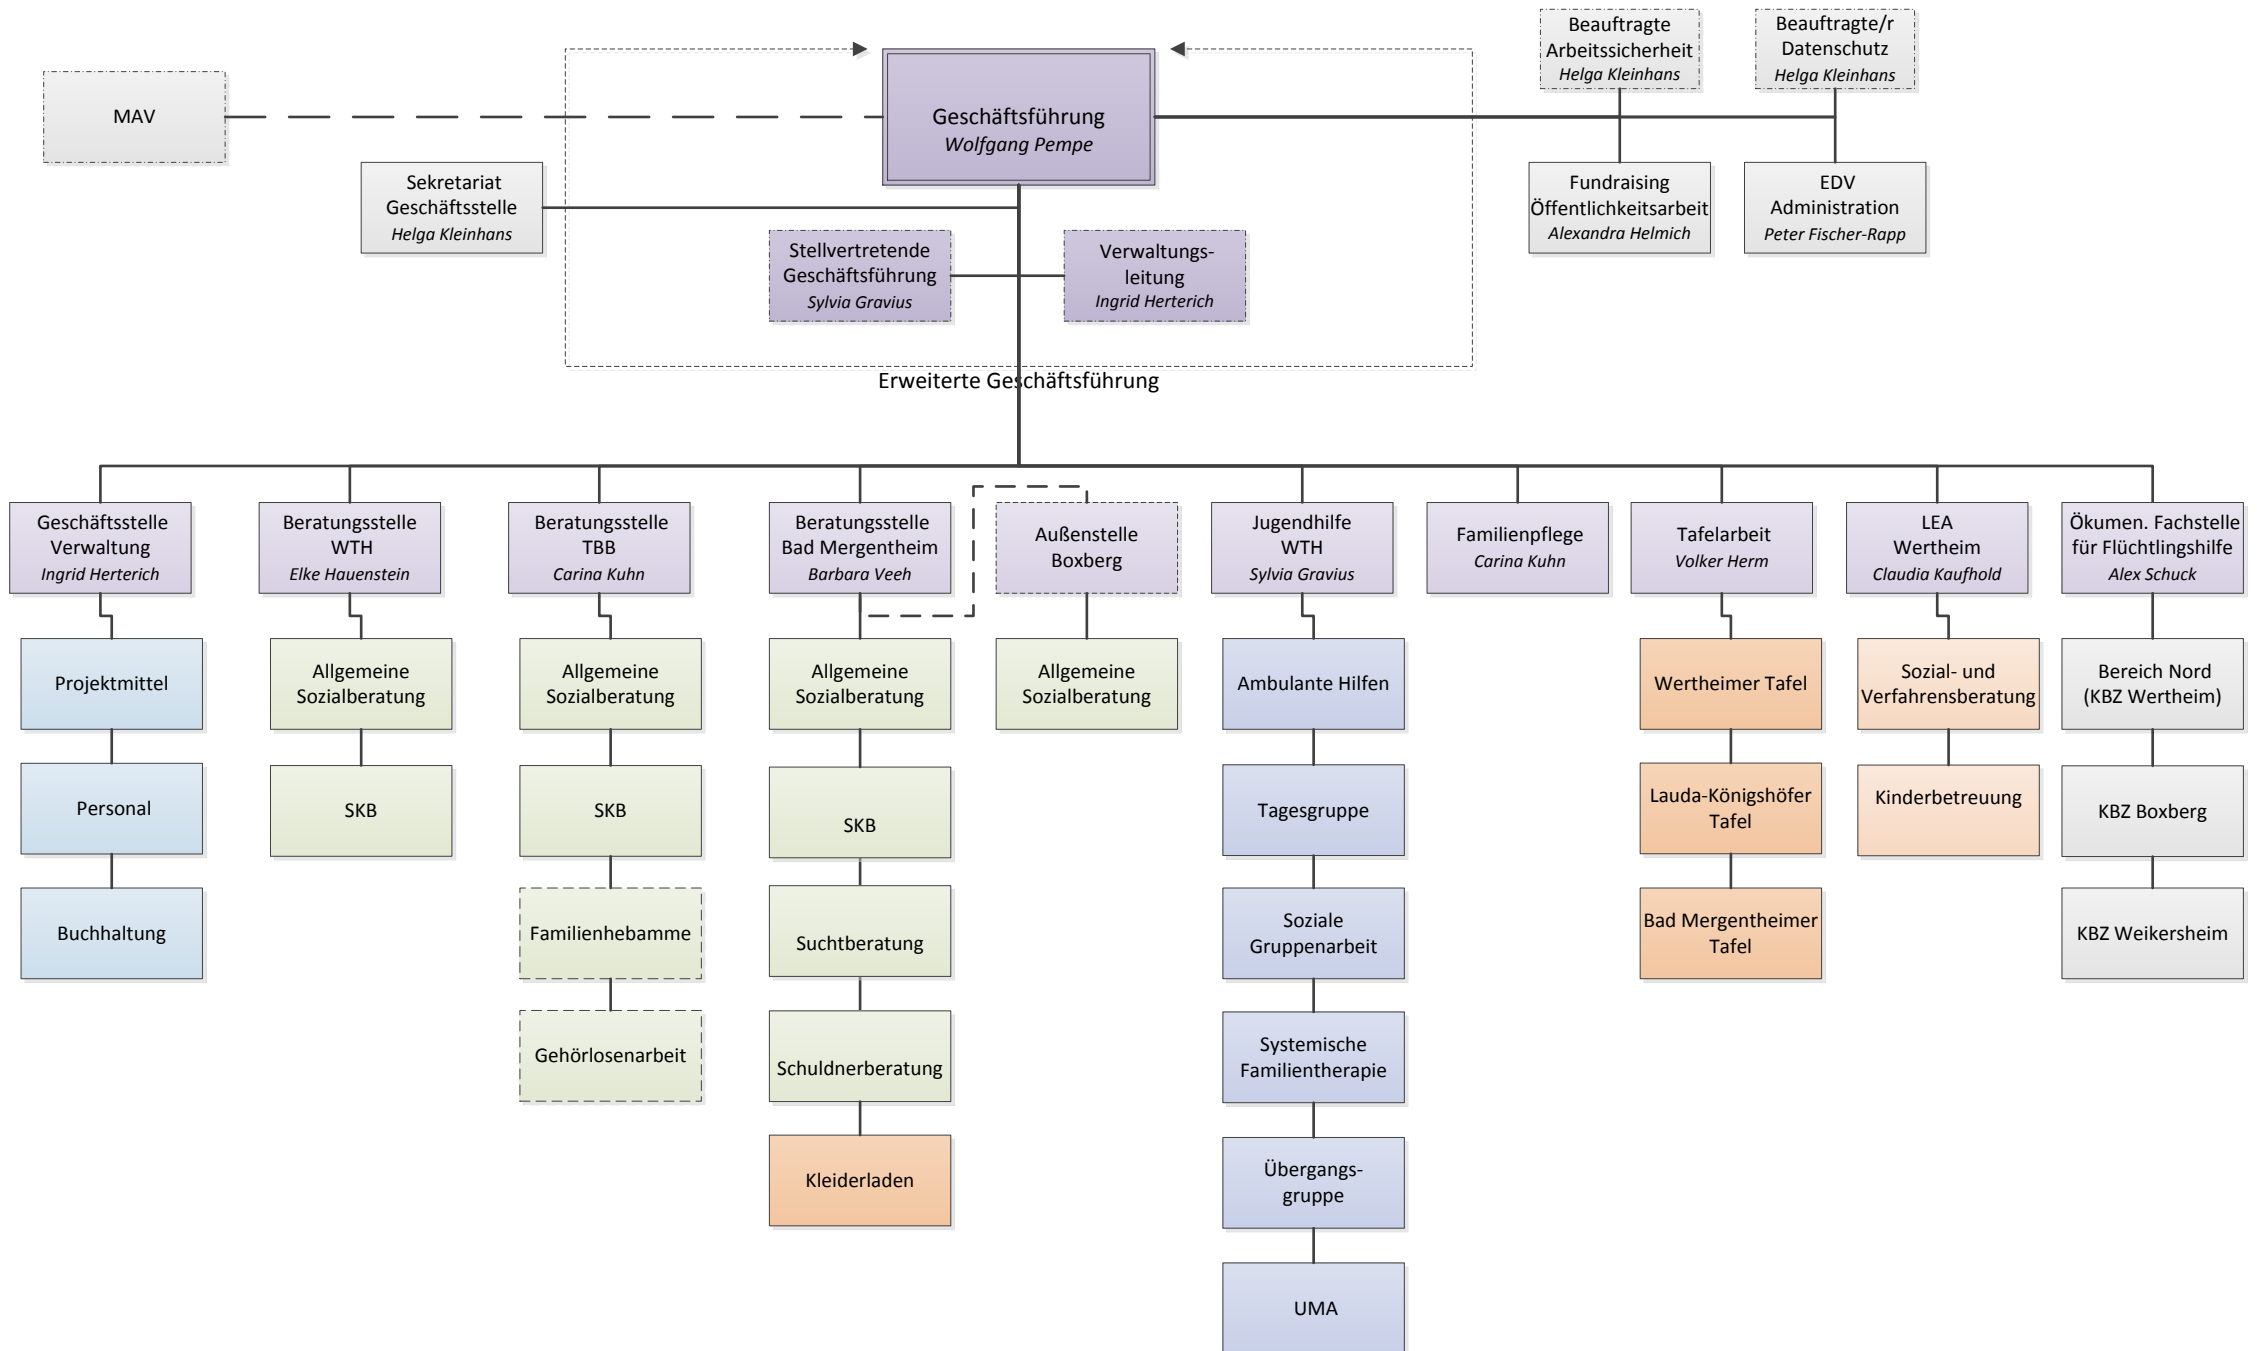 Beauftragte
Arbeitssicherheit
Helga Kleinhans
Beauftragte/r
Datenschutz
Helga Kleinhans
MAV
Geschäftsführung
Wolfgang Pempe
Sekretariat
Geschäftsstelle
Helga Kleinhans
Fundraising
Öffentlichkeitsarbeit
Alexandra Helmich
EDV
Administration
Peter Fischer-Rapp
Stellvertretende
Geschäftsführung
Sylvia Gravius
Verwaltungs-
leitung
Ingrid Herterich
Erweiterte Geschäftsführung
Geschäftsstelle
Verwaltung
Ingrid Herterich
Projektmittel
Personal
Buchhaltung
Beratungsstelle
WTH
Elke Hauenstein
Allgemeine
Sozialberatung
SKB
Beratungsstelle
TBB
Carina Kuhn
Allgemeine
Sozialberatung
SKB
Familienhebamme
Gehörlosenarbeit
Beratungsstelle
Bad Mergentheim
Barbara Veeh
Allgemeine
Sozialberatung
SKB
Suchtberatung
Schuldnerberatung
Kleiderladen
Außenstelle
Boxberg
Allgemeine
Sozialberatung
Jugendhilfe
WTH
Sylvia Gravius
Ambulante Hilfen
Tagesgruppe
Soziale
Gruppenarbeit
Systemische
Familientherapie
Übergangs-
gruppe
UMA
Familienpflege
Carina Kuhn
Tafelarbeit
Volker Herm
Wertheimer Tafel
Lauda-Königshöfer
Tafel
Bad Mergentheimer
Tafel
LEA
Wertheim
Claudia Kaufhold
Sozial- und
Verfahrensberatung
Kinderbetreuung
Ökumen. Fachstelle
für Flüchtlingshilfe
Alex Schuck
Bereich Nord
(KBZ Wertheim)
KBZ Boxberg
KBZ Weikersheim